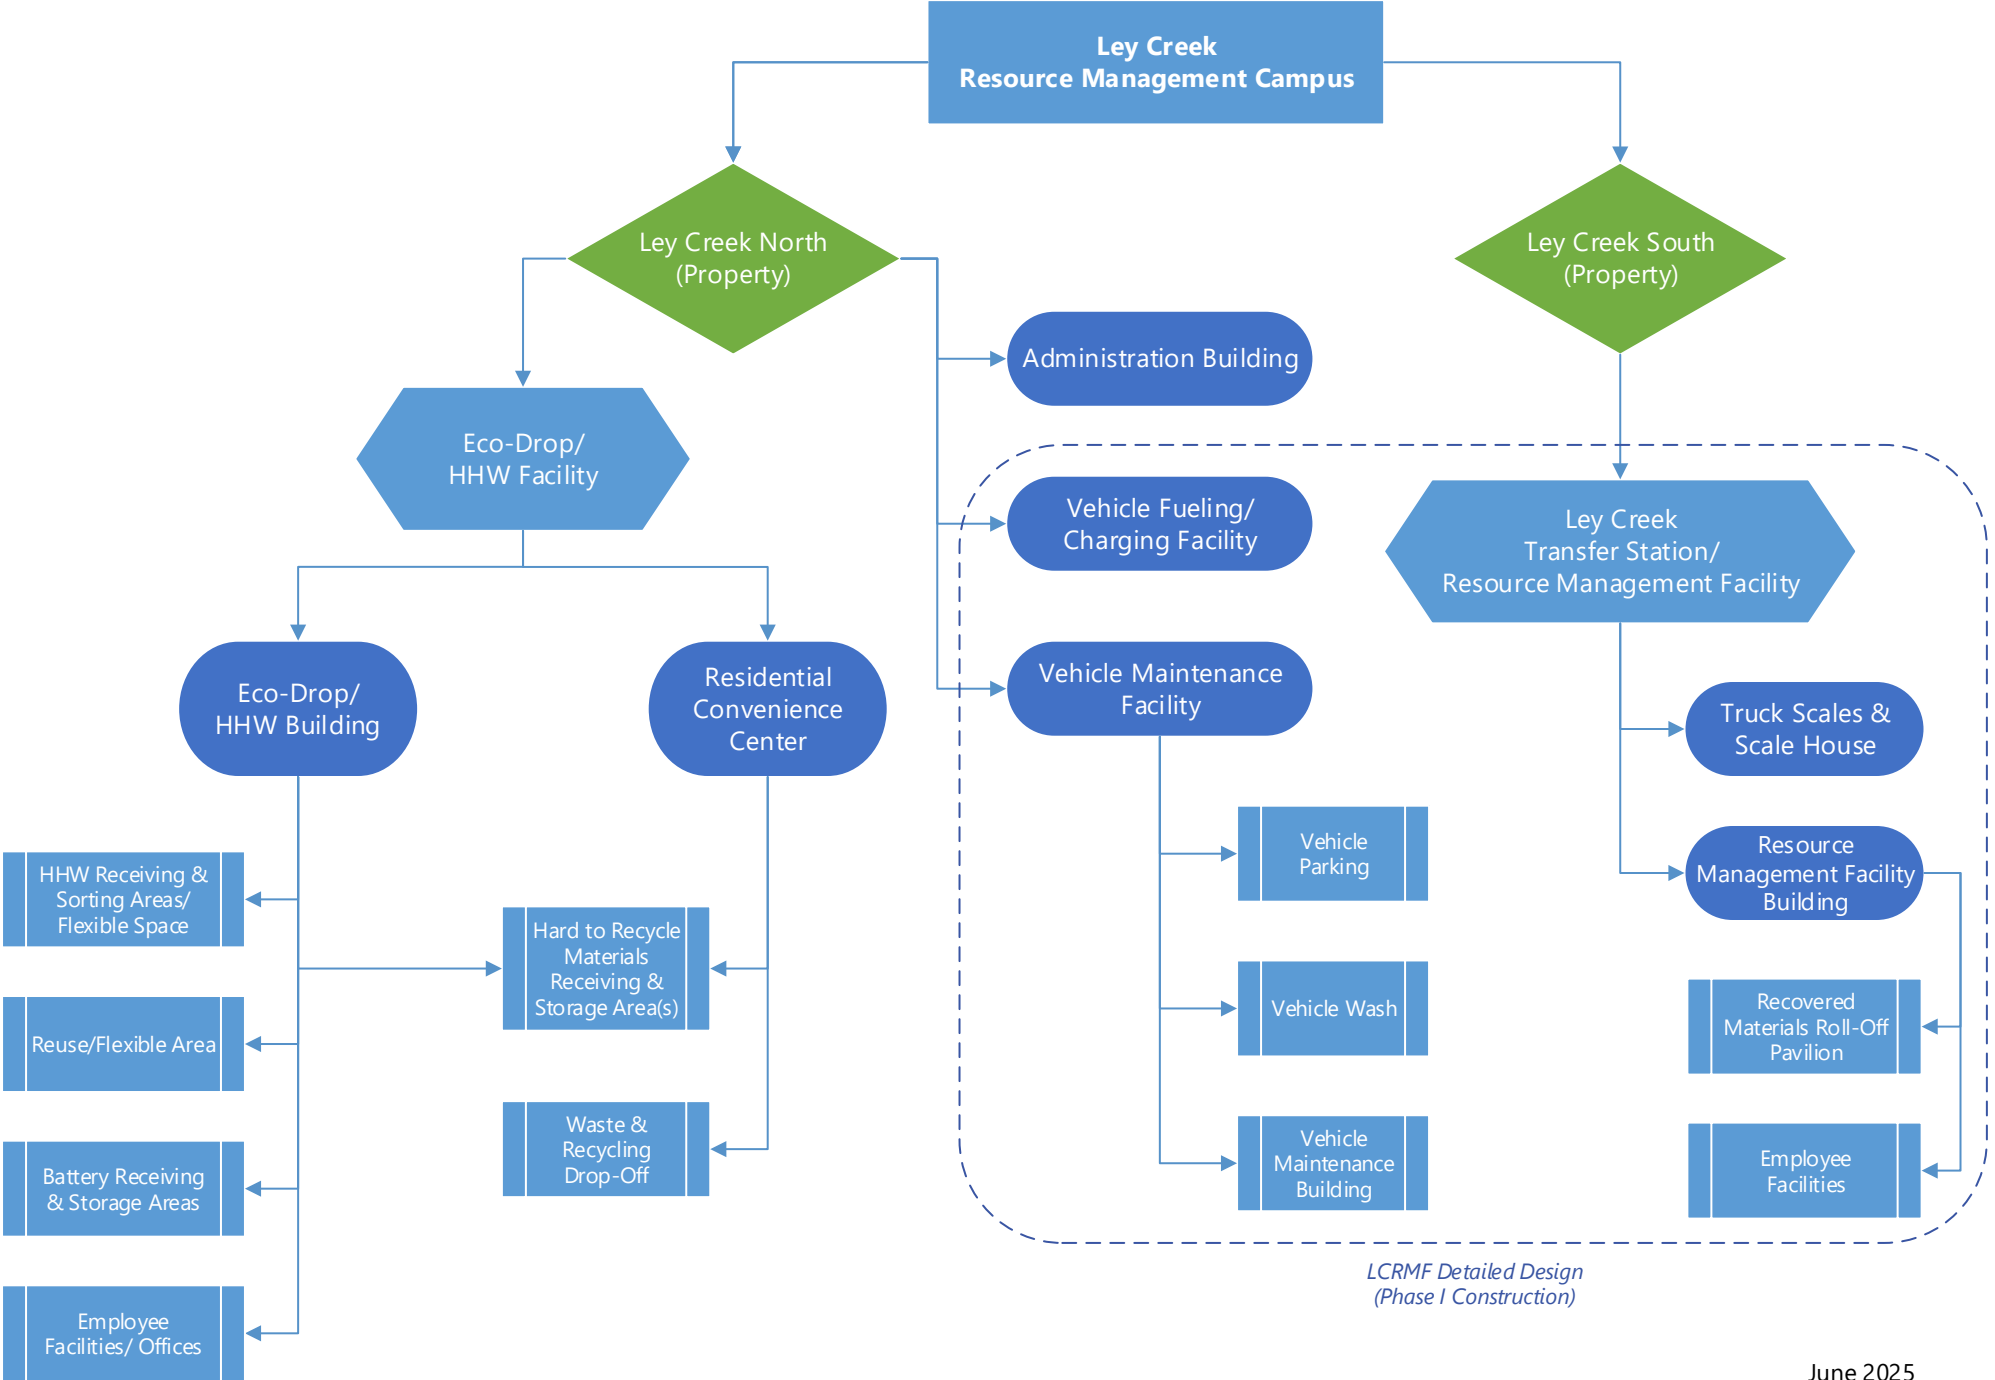 Ley Creek
Resource Management Campus
Ley Creek North
(Property)
Ley Creek South
(Property)
Administration Building
Eco-Drop/
HHW Facility
Vehicle Fueling/
Charging Facility
Ley Creek
Transfer Station/
Resource Management Facility
Eco-Drop/
HHW Building
Residential
Convenience
Center
Vehicle Maintenance
Facility
Truck Scales &
Scale House
Vehicle
Parking
Resource
Management Facility
Building
HHW Receiving &
Sorting Areas/
Flexible Space
Hard to Recycle
Materials
Receiving &
Storage Area(s)
Vehicle Wash
Recovered
Materials Roll-Off
Pavilion
Reuse/Flexible Area
Waste &
Recycling
Drop-Off
Vehicle
Maintenance
Building
Employee
Facilities
Battery Receiving
& Storage Areas
LCRMF Detailed Design
(Phase I Construction)
Employee
Facilities/ Offices
June 2025